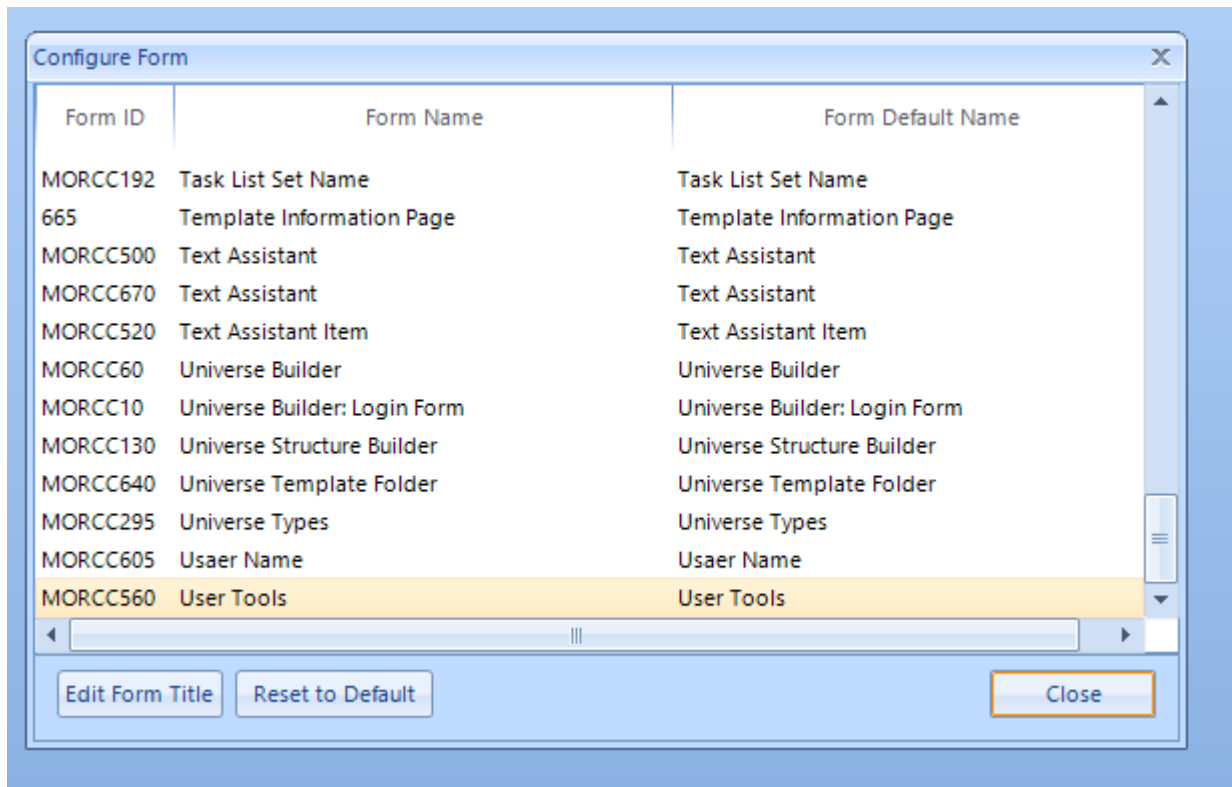 Configure Form
Form ID Form Name Form Default Name
MORCC192 Task List Set Name Task List Set Name
665 Template Information Page Template Information Page
MORCC500 Text Assistant Text Assistant
MORCC670 Text Assistant Text Assistant
MORCC520 Text Assistant Item Text Assistant Item
MORCC60 Universe Builder Universe Builder
MORCC10 Universe Builder: Login Form Universe Builder: Login Form
MORCC130 Universe Structure Builder Universe Structure Builder
MORCC640 Universe Template Folder Universe Template Folder
MORCC295 Universe Types Universe Types
MORCC605 Usaer Name Usaer Name
MORCC560 User Tools User Tools
Edit Form Title Reset to Default Close